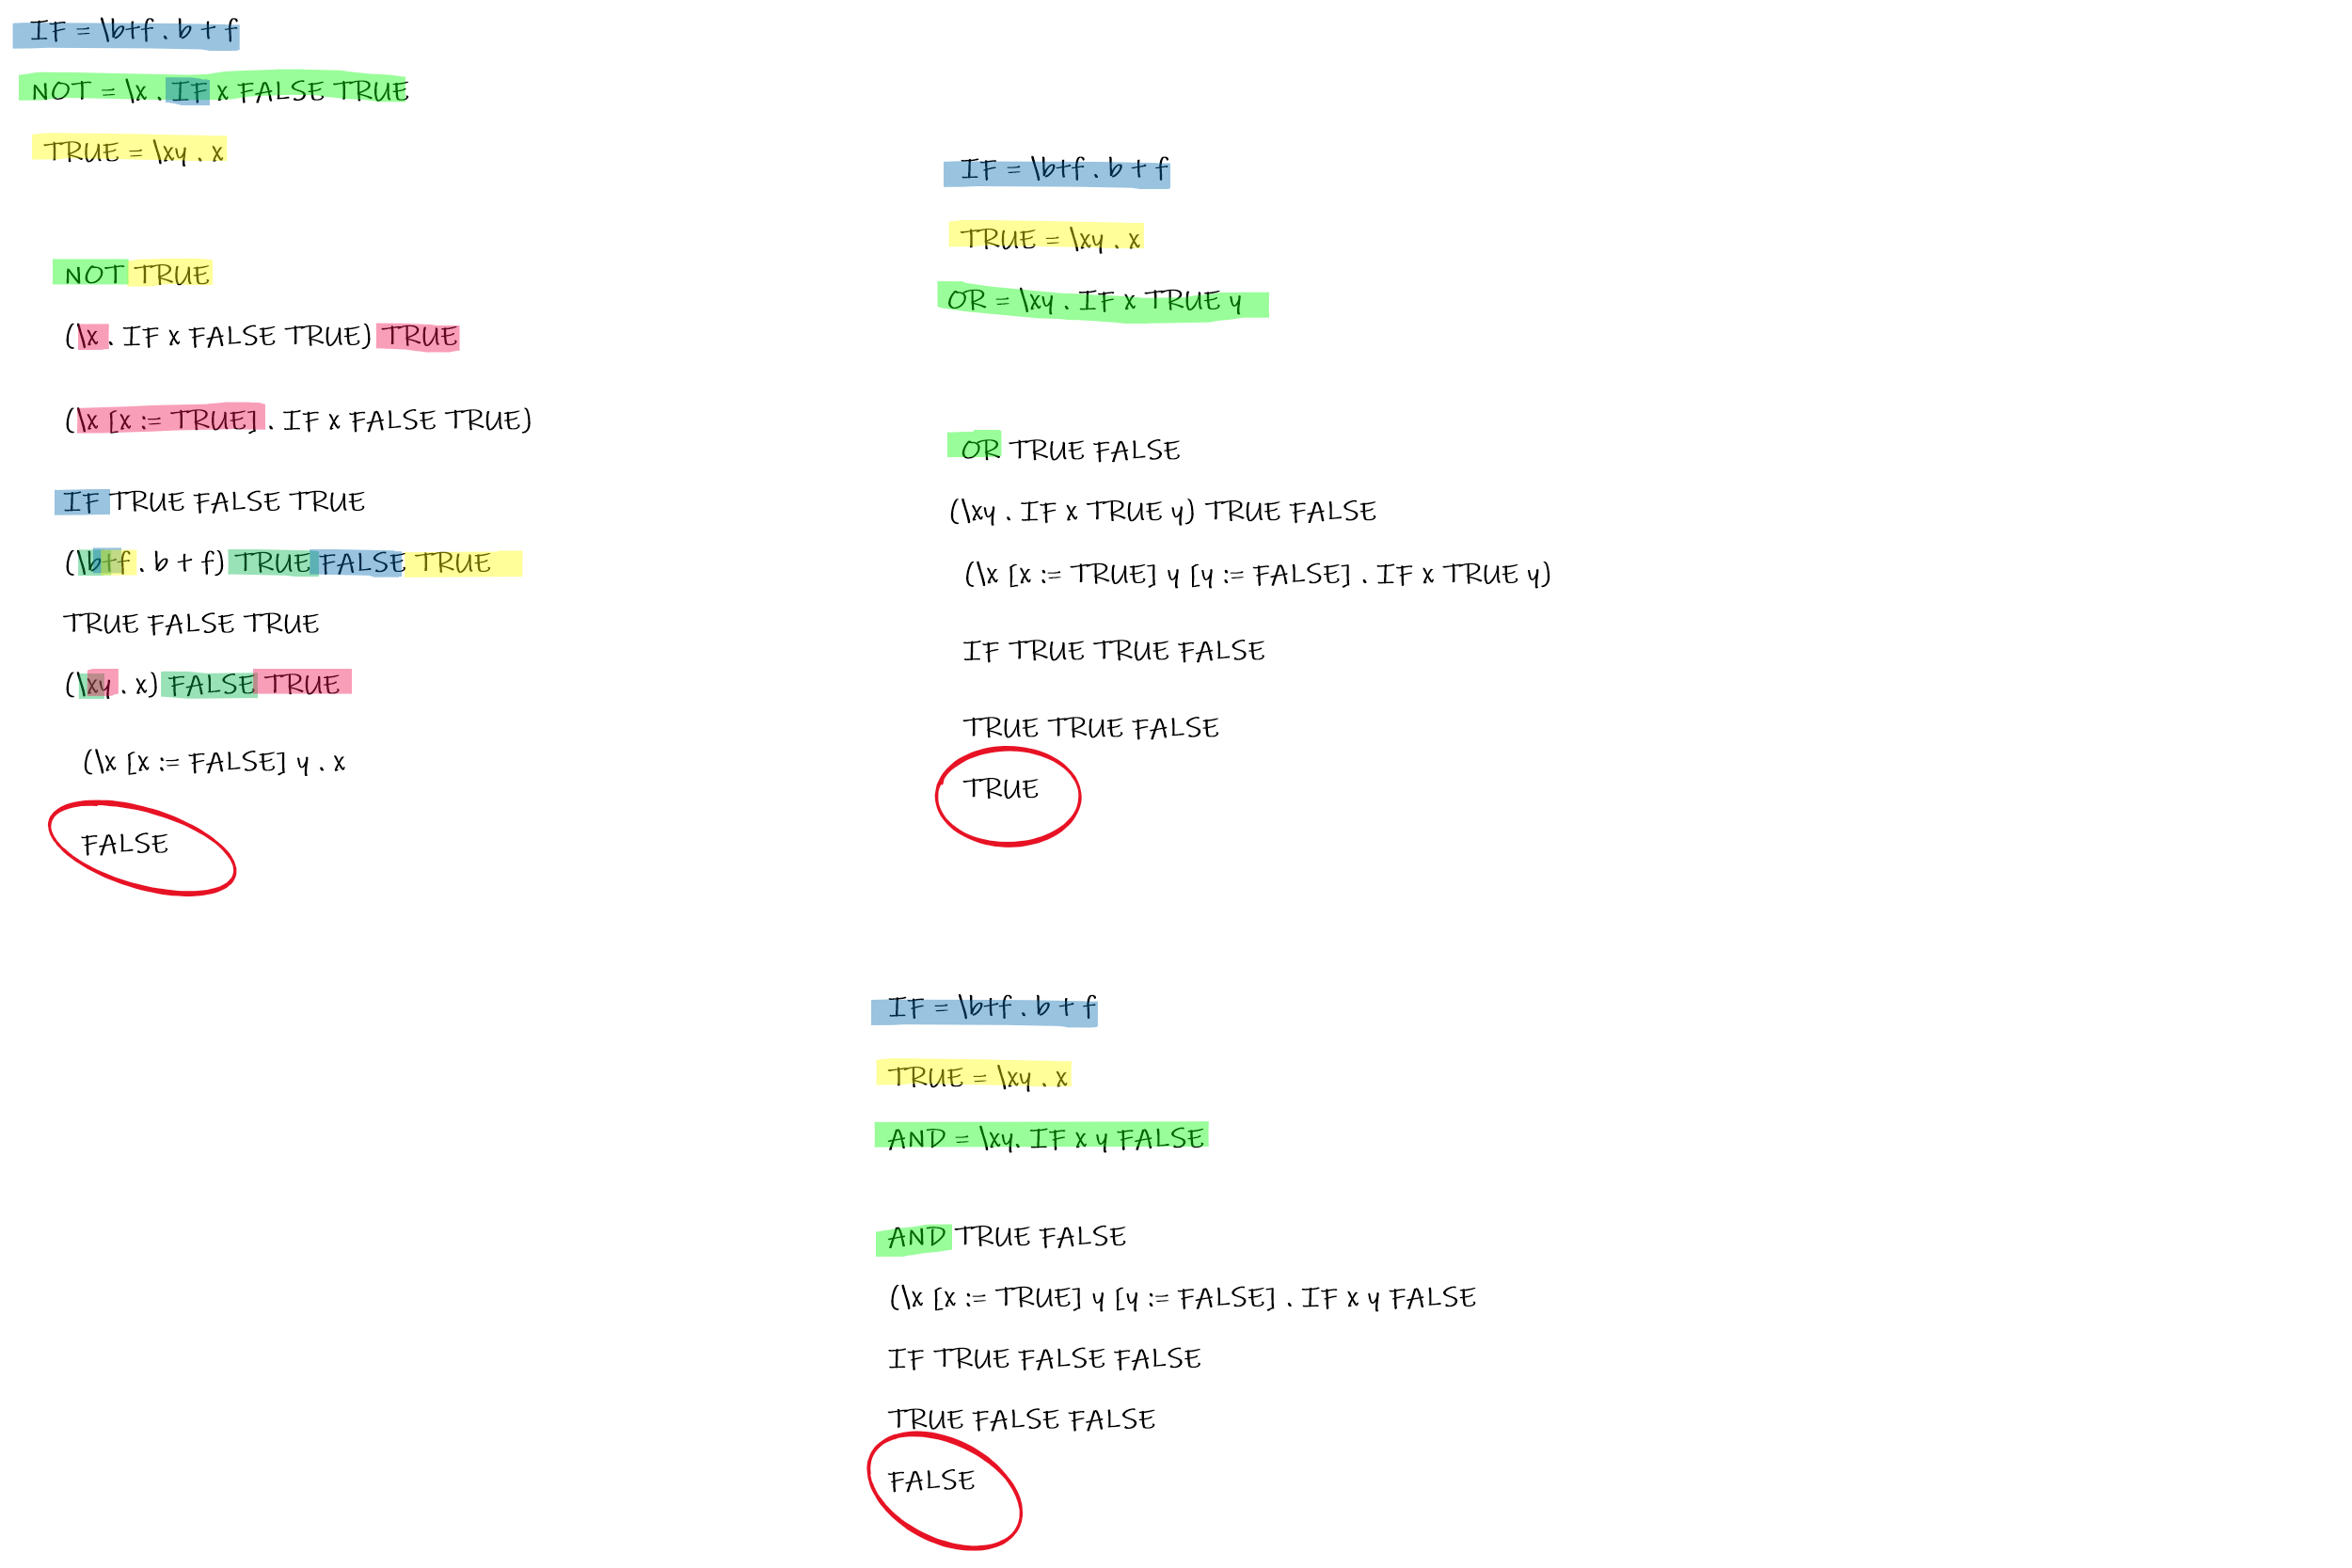 IF = \btf . b t f
NOT = \x . IF x FALSE TRUE
TRUE = \xy . x
NOT TRUE
(\x . IF x FALSE TRUE) TRUE
(\x [x := TRUE] . IF x FALSE TRUE)
IF TRUE FALSE TRUE
(\btf . b t f) TRUE FALSE TRUE
TRUE FALSE TRUE
(\xy . x) FALSE TRUE
(\x [x := FALSE] y . x
FALSE
IF = \btf . b t f
TRUE = \xy . x
OR = \xy . IF x TRUE y
OR TRUE FALSE
(\xy . IF x TRUE y) TRUE FALSE
(\x [x := TRUE] y [y := FALSE] . IF x TRUE y)
IF TRUE TRUE FALSE
TRUE TRUE FALSE
TRUE
IF = \btf . b t f
TRUE = \xy . x
AND = \xy. IF x y FALSE
AND TRUE FALSE
(\x [x := TRUE] y [y := FALSE] . IF x y FALSE
IF TRUE FALSE FALSE
TRUE FALSE FALSE
FALSE